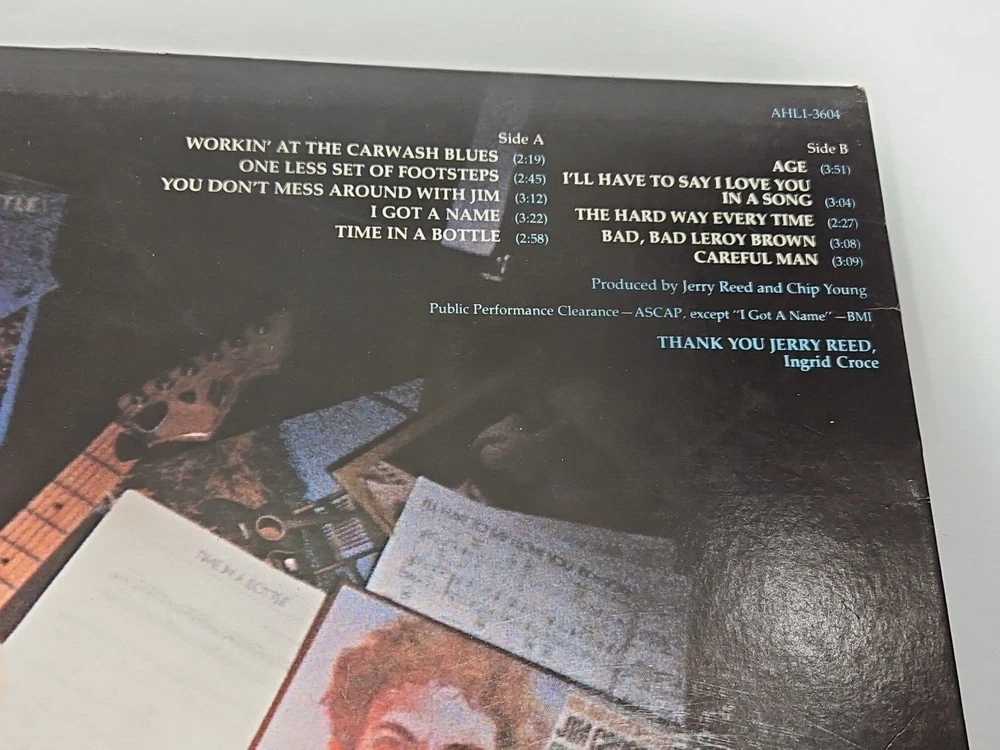 AHL1-3604
Side A
WORKIN' AT THE CARWASH BLUES (2:19)
ONE LESS SET OF FOOTSTEPS (2:45)
YOU DON'T MESS AROUND WITH JIM (3:12)
I GOT A NAME (3:22)
TIME IN A BOTTLE (2:58)
Side B
AGE (3:51)
I'LL HAVE TO SAY I LOVE YOU
IN A SONG (3:04)
THE HARD WAY EVERY TIME (2:27)
BAD, BAD LEROY BROWN (3:08)
CAREFUL MAN (3:09)
Produced by Jerry Reed and Chip Young
Public Performance Clearance—ASCAP, except "I Got A Name"—BMI
THANK YOU JERRY REED,
Ingrid Croce
TIME IN A BOTTLE